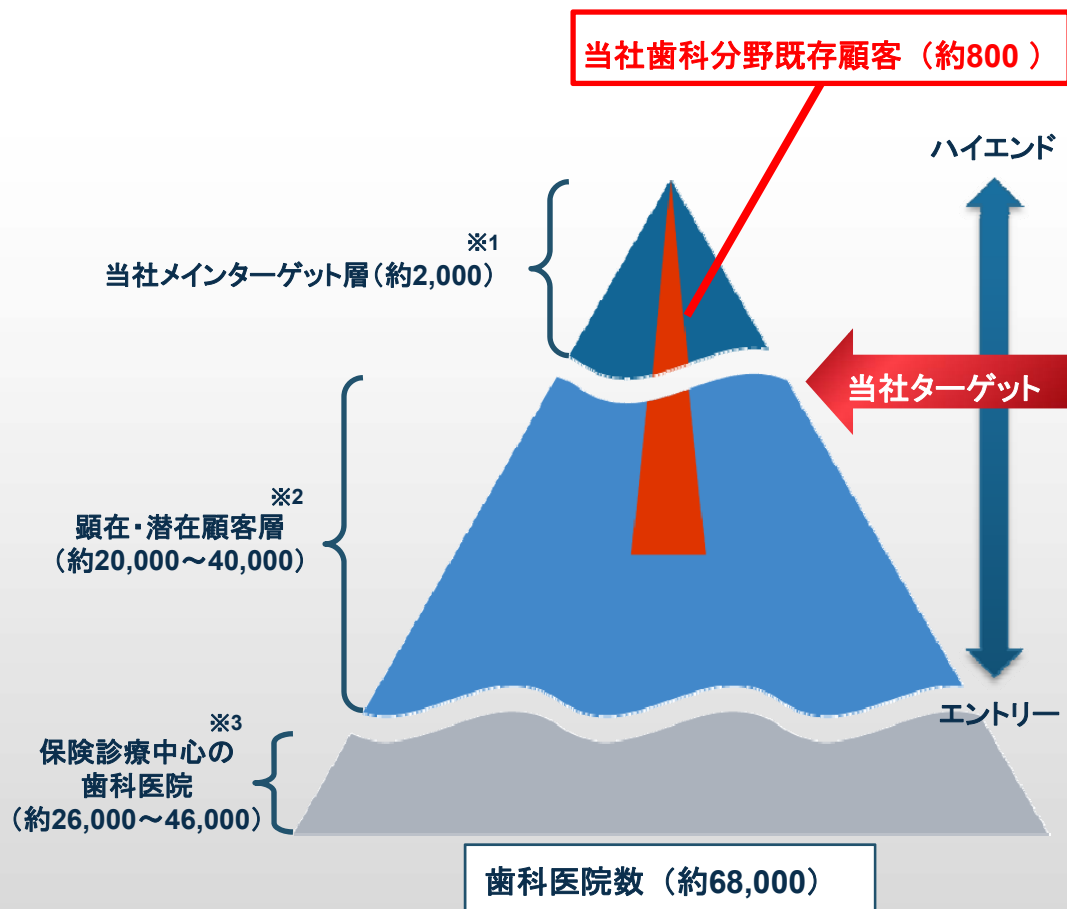 当社歯科分野既存顧客（約800 ）
ハイエンド
※1
当社メインターゲット層（約2,000）
当社ターゲット
※2
顕在・潜在顧客層
（約20,000～40,000）
エントリー
※3
保険診療中心の
歯科医院
（約26,000～46,000）
歯科医院数 （約68,000）